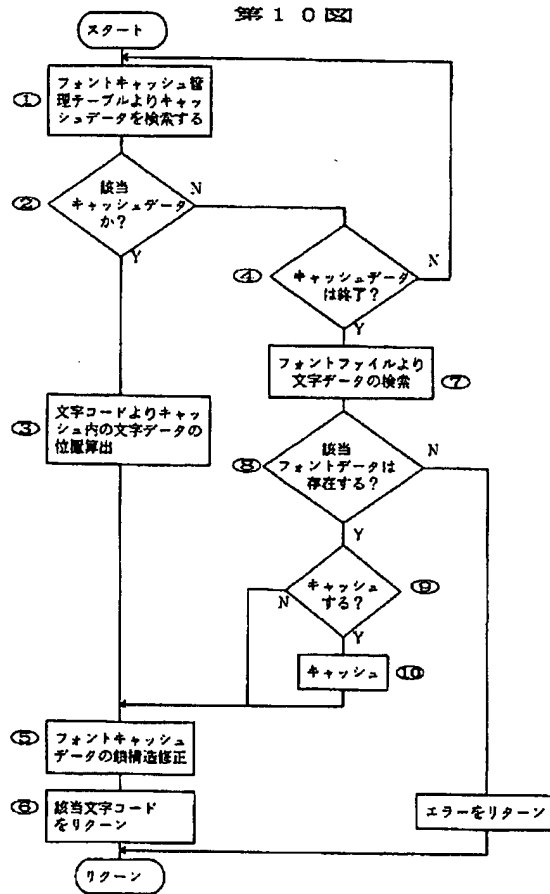 第10図
スタート
①
フォントキャッシュ管
理テーブルよりキャッ
シュデータを検索する
②
該当
キャッシュデータ
か?
N
Y
④
キャッシュデータ
は終了?
N
Y
フォントファイルより
文字データの検索
⑦
③
文字コードよりキャッ
シュ内の文字データの
位置算出
⑧
該当
フォントデータは
存在する?
N
Y
キャッシュ
する?
⑨
N
Y
キャッシュ
⑩
⑤
フォントキャッシュ
データの鎖構造修正
⑥
該当文字コード
をリターン
エラーをリターン
リターン